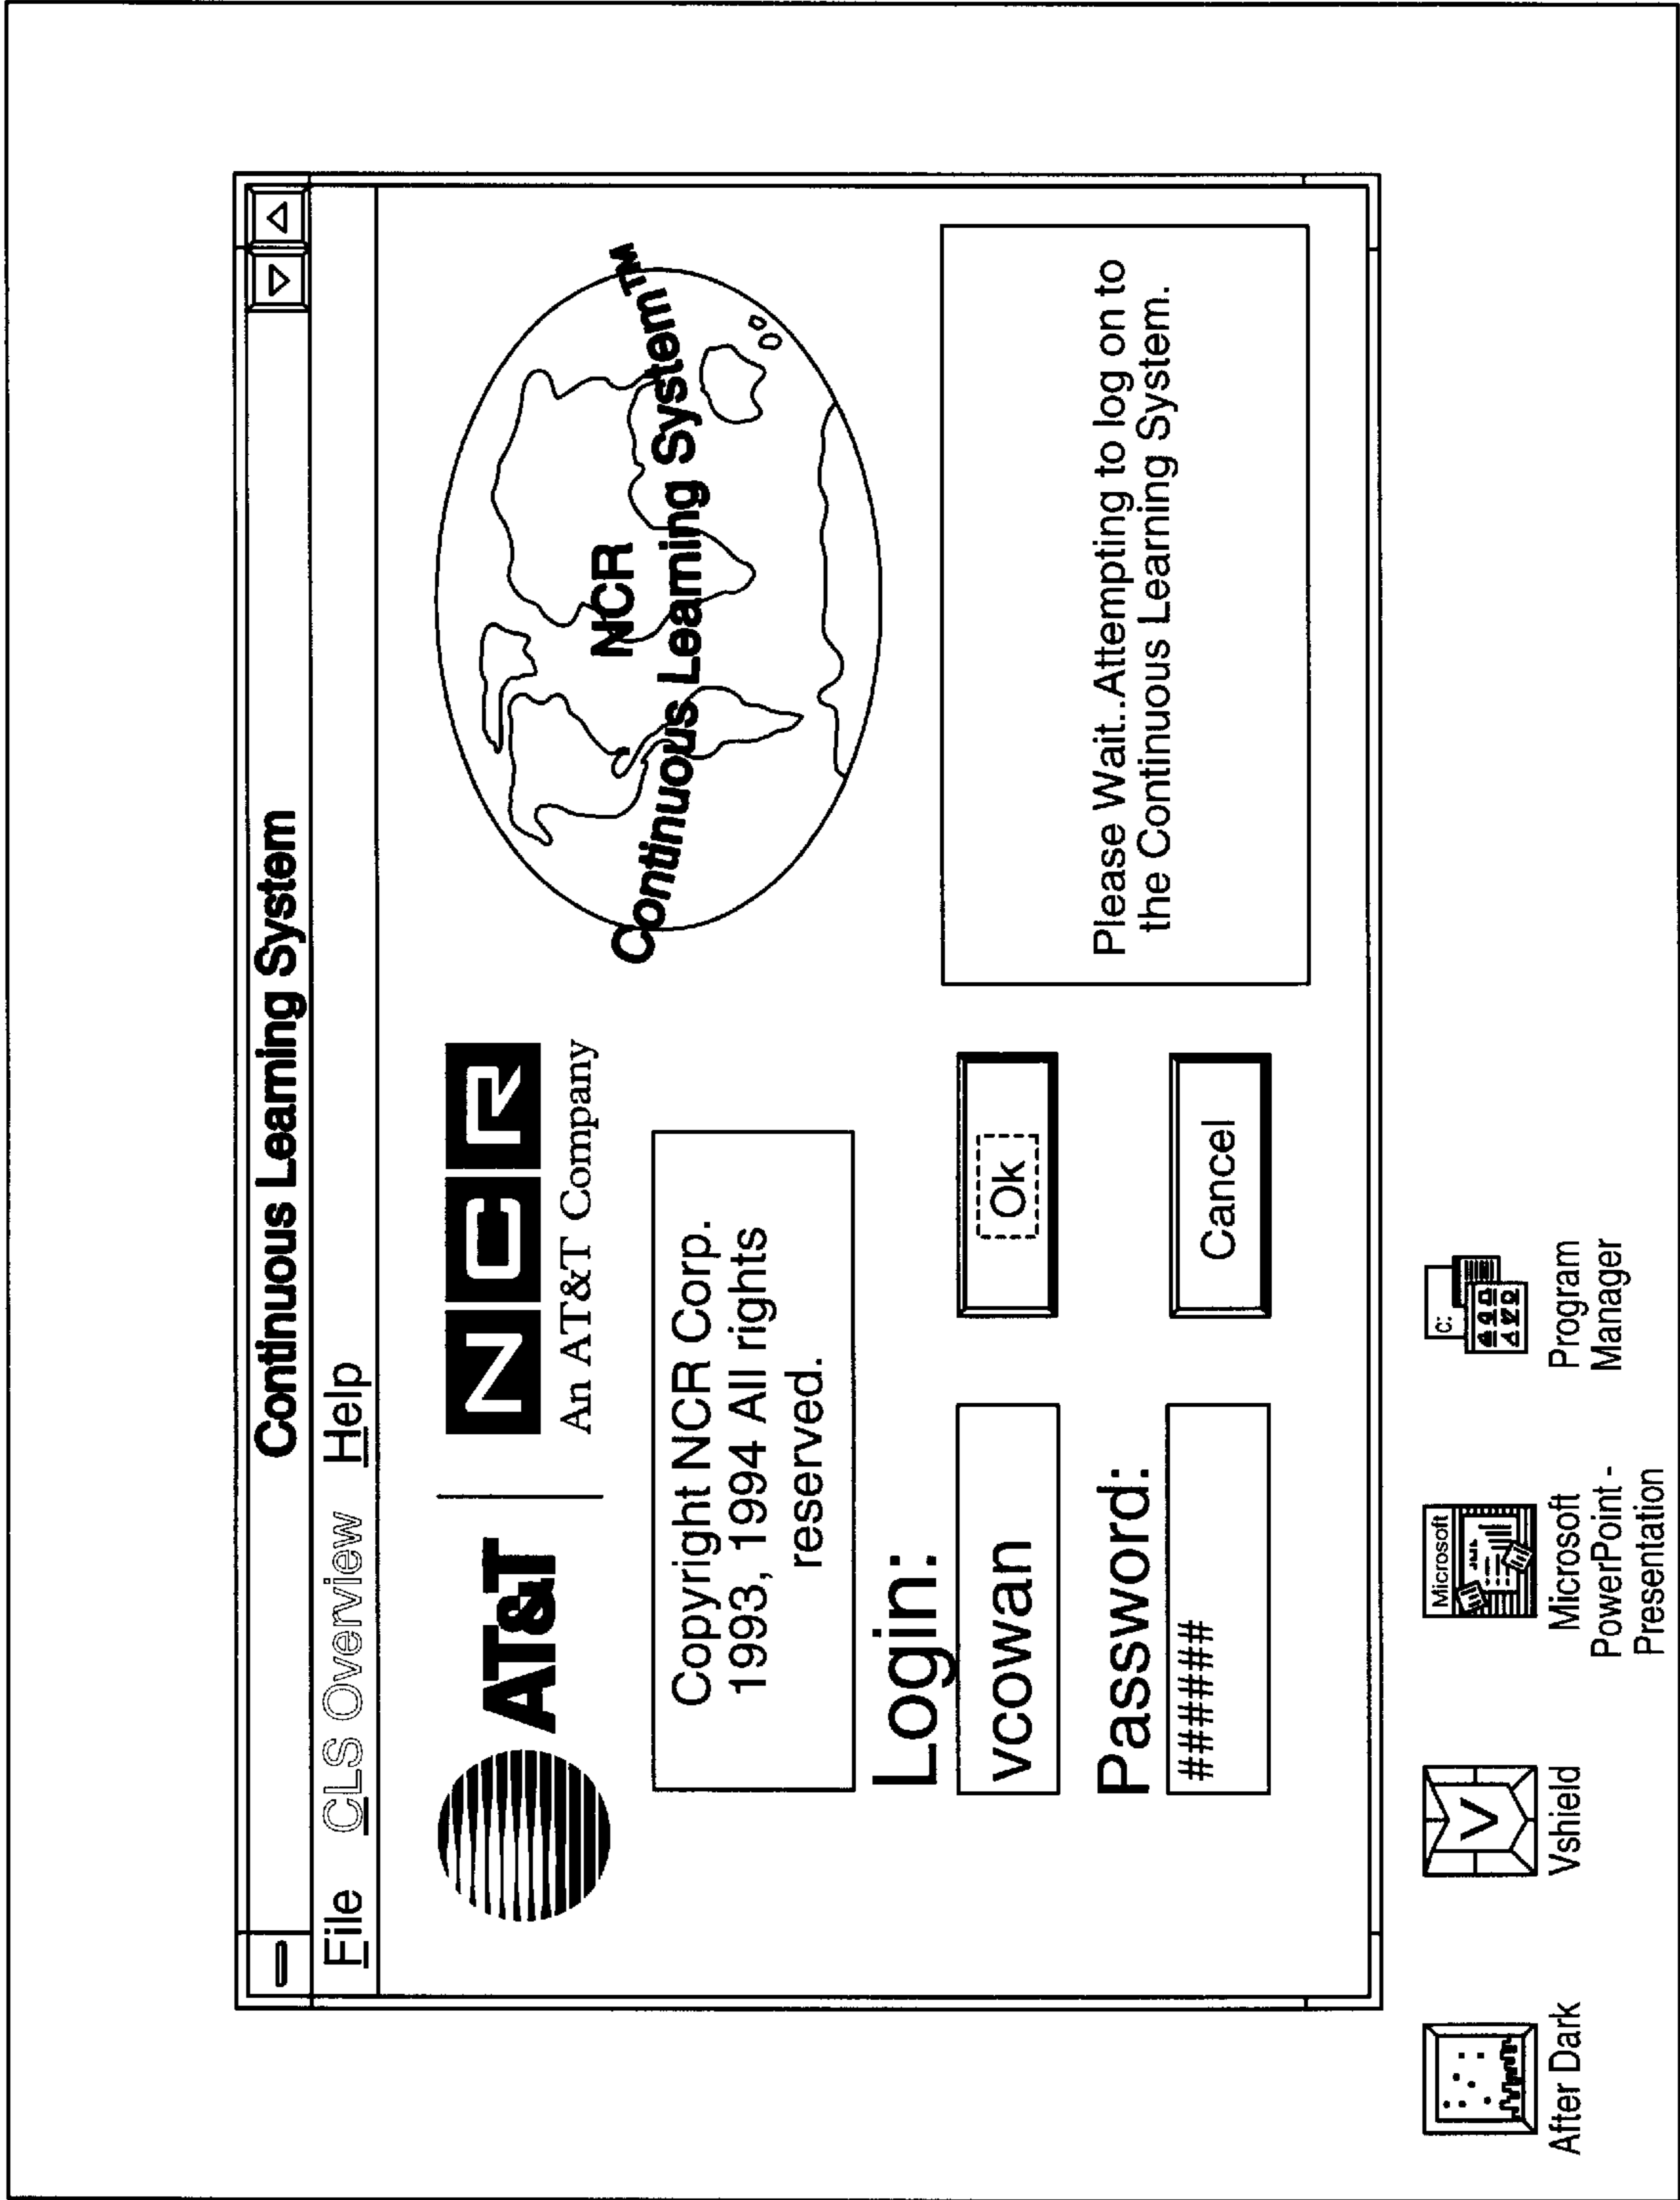 Continuous Learning System
File CLS Overview Help
AT&T
NCR
An AT&T Company
NCR
Continuous Learning System™
Copyright NCR Corp.
1993, 1994 All rights
reserved.
Login:
vcowan
Ok
Password:
######
Cancel
Please Wait..Attempting to log on to
the Continuous Learning System.
After Dark
V
Vshield
Microsoft
Microsoft
PowerPoint -
Presentation
c:
Program
Manager